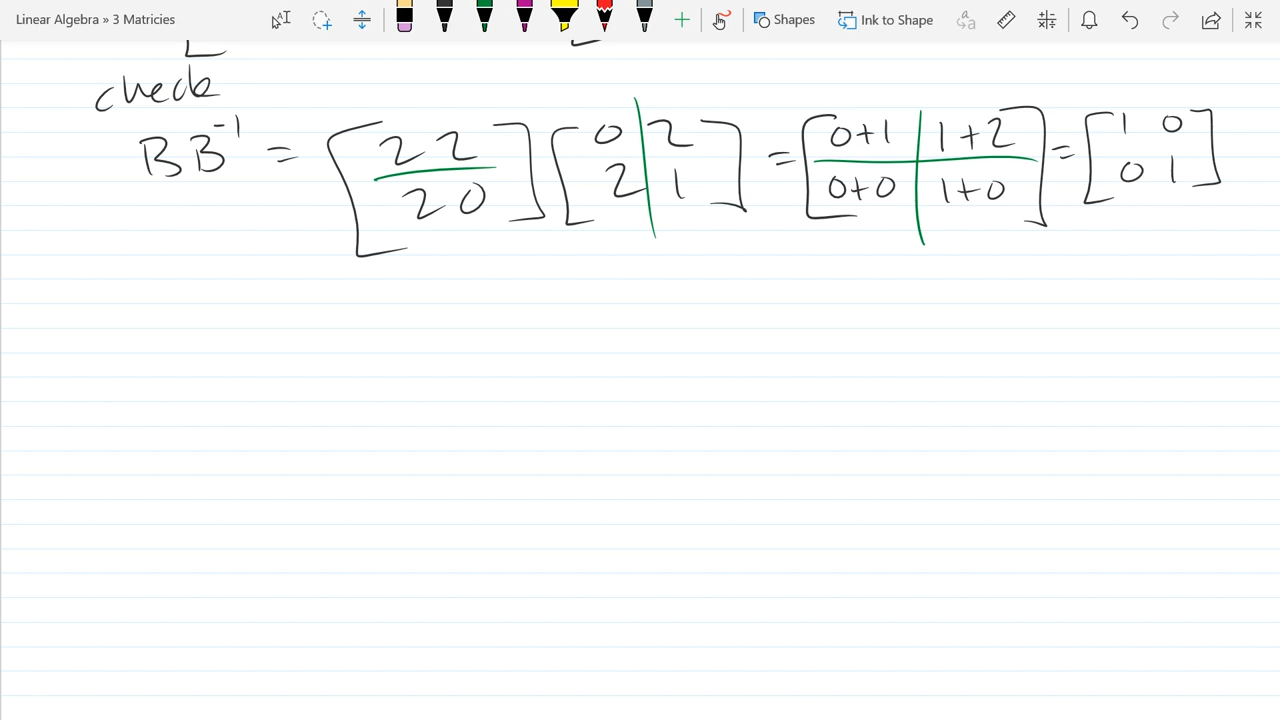 Linear Algebra » 3 Matricies Shapes Ink to Shape
check
BB⁻¹ = [2 2 / 2 0] [0 2 / 2 1] = [0+1 1+2 / 0+0 1+0] = [1 0 / 0 1]